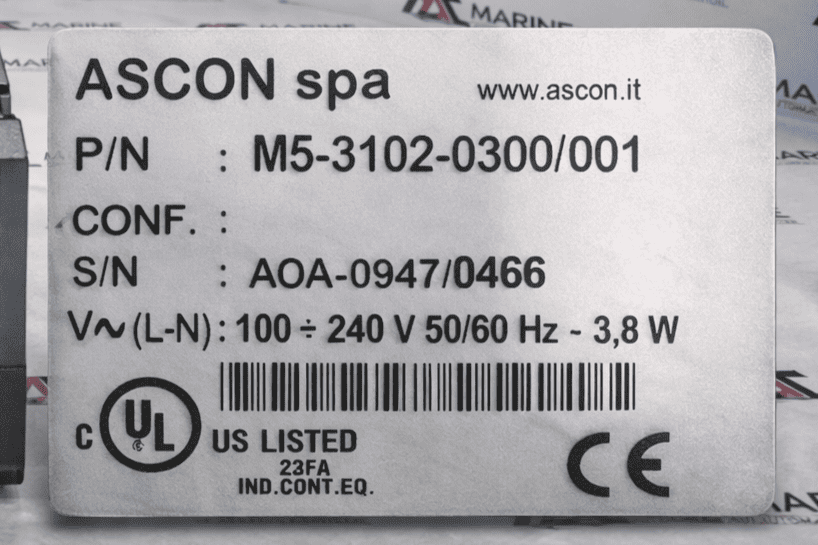 ASCON spa www.ascon.it
P/N : M5-3102-0300/001
CONF. :
S/N : AOA-0947/0466
V~ (L-N) : 100 ÷ 240 V 50/60 Hz ~ 3,8 W
C UL US LISTED
23FA
IND.CONT.EQ.
CE
MARINE